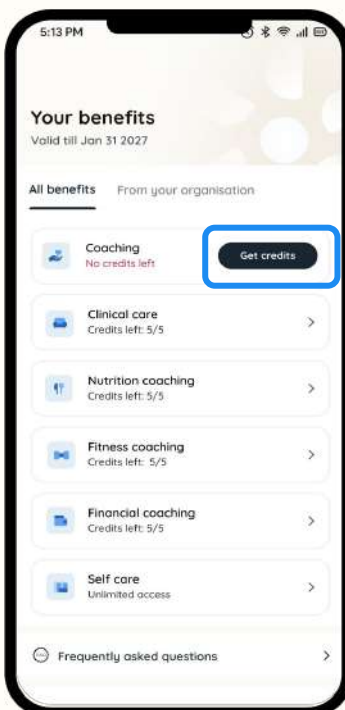 5:13 PM
Your benefits
Valid till Jan 31 2027
All benefits
From your organisation
Coaching
No credits left
Get credits
Clinical care
Credits left: 5/5
Nutrition coaching
Credits left: 5/5
Fitness coaching
Credits left: 5/5
Financial coaching
Credits left: 5/5
Self care
Unlimited access
Frequently asked questions